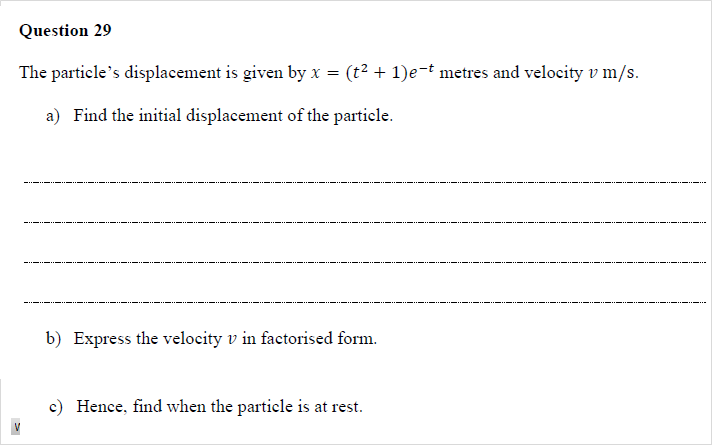 Question 29
The particle’s displacement is given by x = (t² + 1)e⁻ᵗ metres and velocity v m/s.
a) Find the initial displacement of the particle.
b) Express the velocity v in factorised form.
c) Hence, find when the particle is at rest.
v